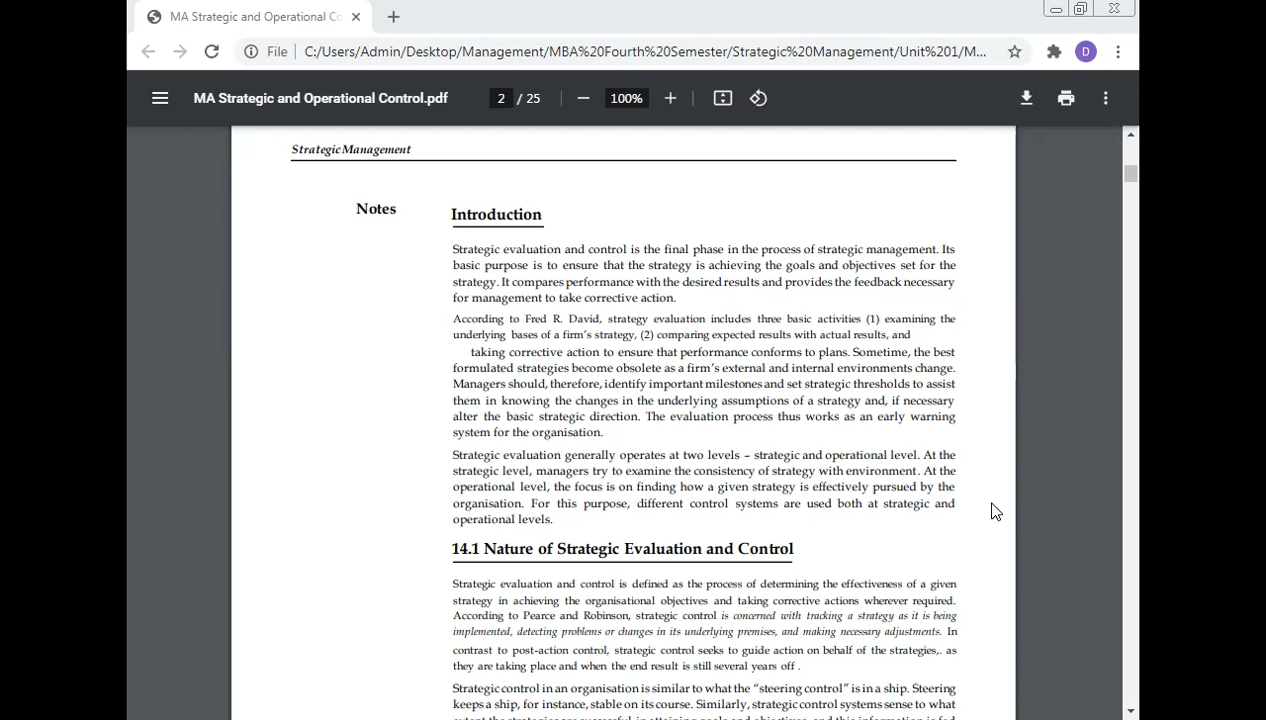 MA Strategic and Operational Co
File
C:/Users/Admin/Desktop/Management/MBA%20Fourth%20Semester/Strategic%20Management/Unit%201/M...
D
MA Strategic and Operational Control.pdf
2 / 25
100%
Strategic Management
Notes
Introduction
Strategic evaluation and control is the final phase in the process of strategic management. Its
basic purpose is to ensure that the strategy is achieving the goals and objectives set for the
strategy. It compares performance with the desired results and provides the feedback necessary
for management to take corrective action.
According to Fred R. David, strategy evaluation includes three basic activities (1) examining the
underlying bases of a firm's strategy, (2) comparing expected results with actual results, and
taking corrective action to ensure that performance conforms to plans. Sometime, the best
formulated strategies become obsolete as a firm's external and internal environments change.
Managers should, therefore, identify important milestones and set strategic thresholds to assist
them in knowing the changes in the underlying assumptions of a strategy and, if necessary
alter the basic strategic direction. The evaluation process thus works as an early warning
system for the organisation.
Strategic evaluation generally operates at two levels – strategic and operational level. At the
strategic level, managers try to examine the consistency of strategy with environment. At the
operational level, the focus is on finding how a given strategy is effectively pursued by the
organisation. For this purpose, different control systems are used both at strategic and
operational levels.
14.1 Nature of Strategic Evaluation and Control
Strategic evaluation and control is defined as the process of determining the effectiveness of a given
strategy in achieving the organisational objectives and taking corrective actions wherever required.
According to Pearce and Robinson, strategic control is concerned with tracking a strategy as it is being
implemented, detecting problems or changes in its underlying premises, and making necessary adjustments. In
contrast to post-action control, strategic control seeks to guide action on behalf of the strategies,. as
they are taking place and when the end result is still several years off .
Strategic control in an organisation is similar to what the "steering control" is in a ship. Steering
keeps a ship, for instance, stable on its course. Similarly, strategic control systems sense to what
extent the strategies are successful in attaining goals and objectives, and this information is fed